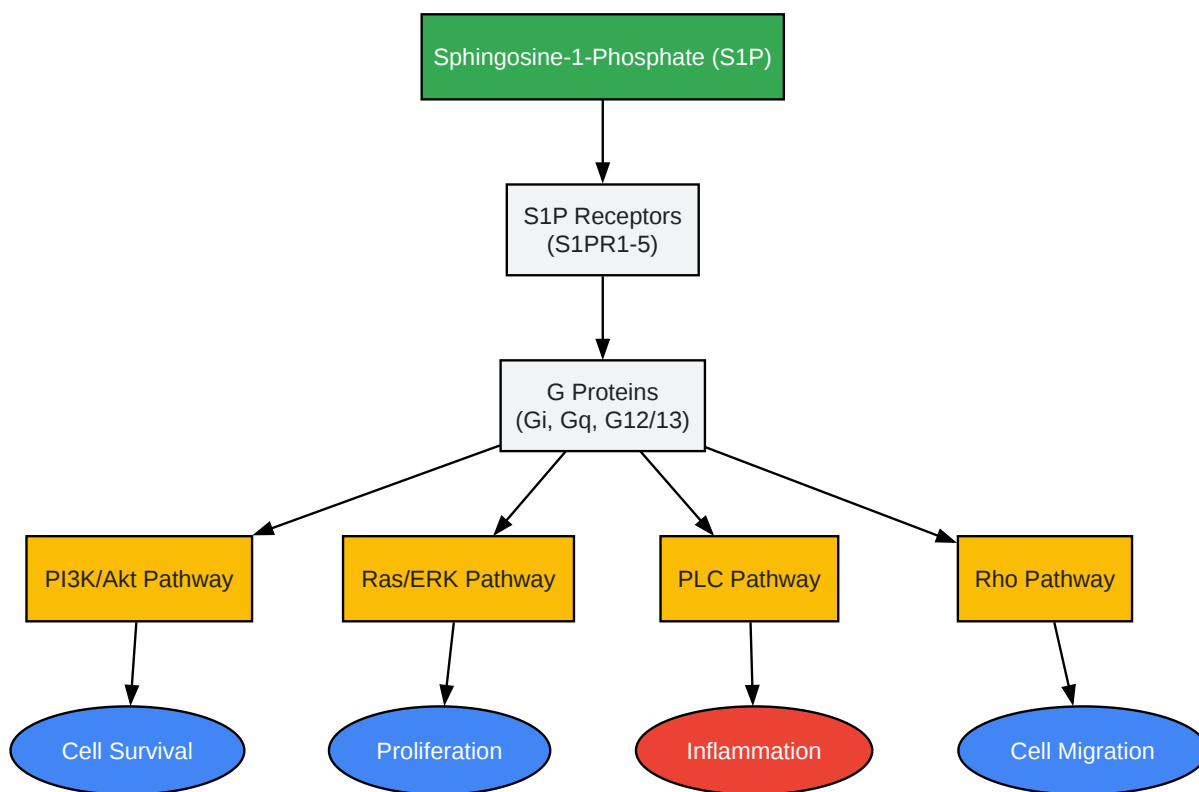 Sphingosine-1-Phosphate (S1P)
S1P Receptors
(S1PR1-5)
G Proteins
(Gi, Gq, G12/13)
PI3K/Akt Pathway
Ras/ERK Pathway
PLC Pathway
Rho Pathway
Cell Survival
Proliferation
Inflammation
Cell Migration